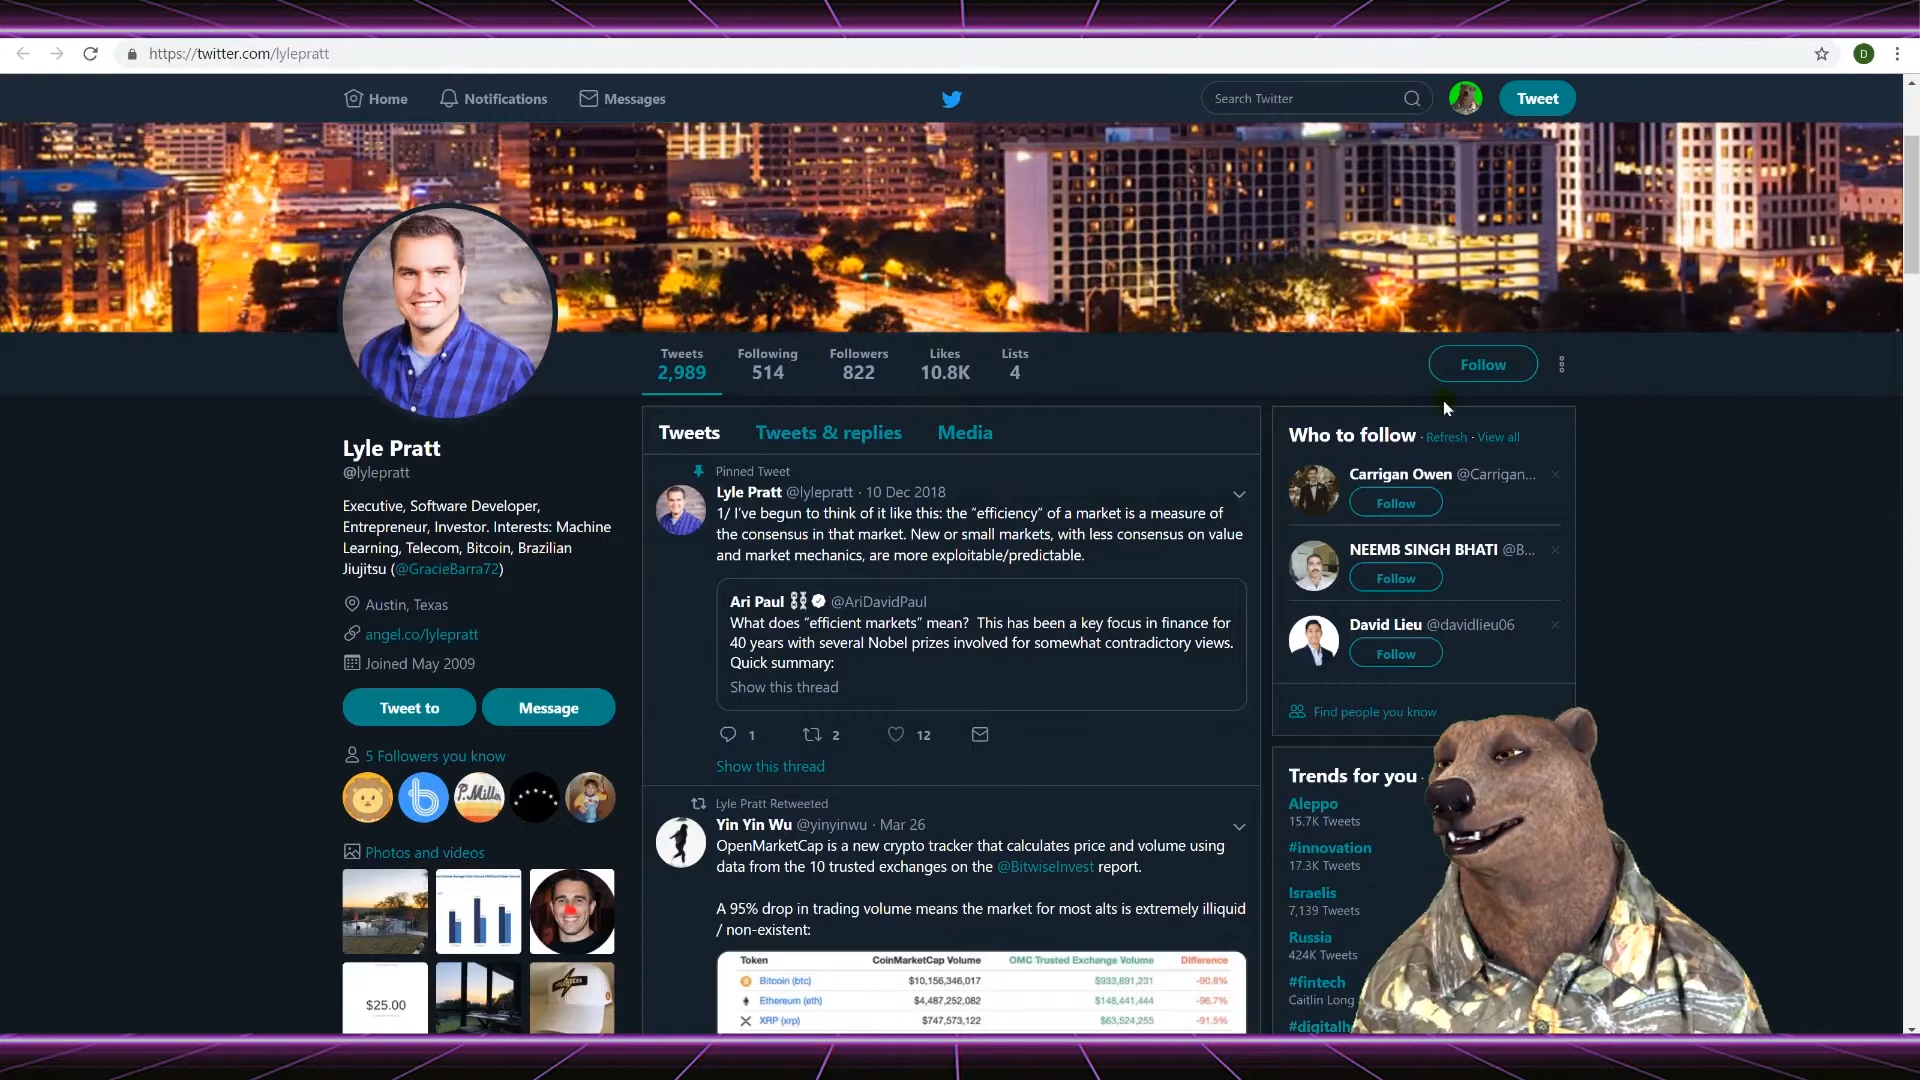 https://twitter.com/lylepratt
D
Home
Notifications
Messages
Search Twitter
Tweet
Tweets
2,989
Following
514
Followers
822
Likes
10.8K
Lists
4
Follow
Lyle Pratt
@lylepratt
Executive, Software Developer,
Entrepreneur, Investor. Interests: Machine
Learning, Telecom, Bitcoin, Brazilian
Jiujitsu (@GracieBarra72)
Austin, Texas
angel.co/lylepratt
Joined May 2009
Tweet to
Message
5 Followers you know
P.Miller
Photos and videos
$25.00
Tweets
Tweets & replies
Media
Pinned Tweet
Lyle Pratt @lylepratt · 10 Dec 2018
1/ I've begun to think of it like this: the "efficiency" of a market is a measure of
the consensus in that market. New or small markets, with less consensus on value
and market mechanics, are more exploitable/predictable.
Ari Paul @AriDavidPaul
What does "efficient markets" mean? This has been a key focus in finance for
40 years with several Nobel prizes involved for somewhat contradictory views.
Quick summary:
Show this thread
1
2
12
Show this thread
Lyle Pratt Retweeted
Yin Yin Wu @yinyinwu · Mar 26
OpenMarketCap is a new crypto tracker that calculates price and volume using
data from the 10 trusted exchanges on the @BitwiseInvest report.
A 95% drop in trading volume means the market for most alts is extremely illiquid
/ non-existent:
Token CoinMarketCap Volume OMC Trusted Exchange Volume Difference
Bitcoin (btc) $10,156,346,017 $933,891,231 -90.8%
Ethereum (eth) $4,487,252,082 $148,441,444 -96.7%
XRP (xrp) $747,573,122 $63,524,255 -91.5%
Who to follow · Refresh · View all
Carrigan Owen @Carrigan...
Follow
NEEMB SINGH BHATI @B...
Follow
David Lieu @davidlieu06
Follow
Find people you know
Trends for you ·
Aleppo
15.7K Tweets
#innovation
17.3K Tweets
Israelis
7,139 Tweets
Russia
424K Tweets
#fintech
Caitlin Long
#digitalh